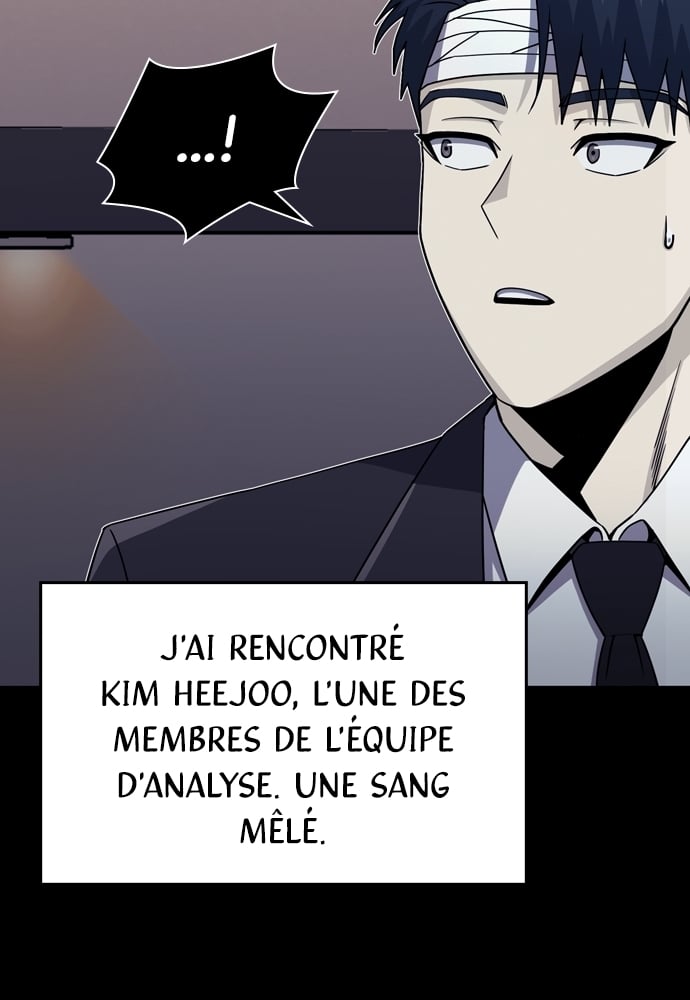 ...!
J'AI RENCONTRÉ
KIM HEEJOO, L'UNE DES
MEMBRES DE L'ÉQUIPE
D'ANALYSE. UNE SANG
MÊLÉ.